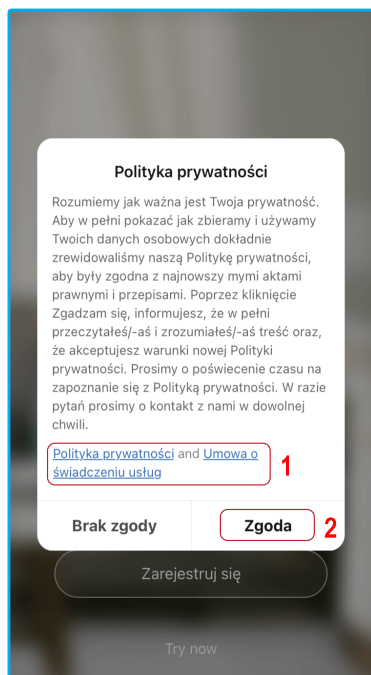 Polityka prywatności
Rozumiemy jak ważna jest Twoja prywatność.
Aby w pełni pokazać jak zbieramy i używamy
Twoich danych osobowych dokładnie
zrewidowaliśmy naszą Politykę prywatności,
aby były zgodna z najnowszy mymi aktami
prawnymi i przepisami. Poprzez kliknięcie
Zgadzam się, informujesz, że w pełni
przeczytałeś/-aś i zrozumiałeś/-aś treść oraz,
że akceptujesz warunki nowej Polityki
prywatności. Prosimy o poświecenie czasu na
zapoznanie się z Polityką prywatności. W razie
pytań prosimy o kontakt z nami w dowolnej
chwili.
Polityka prywatności and Umowa o
świadczeniu usług 1
Brak zgody Zgoda 2
Zarejestruj się
Try now